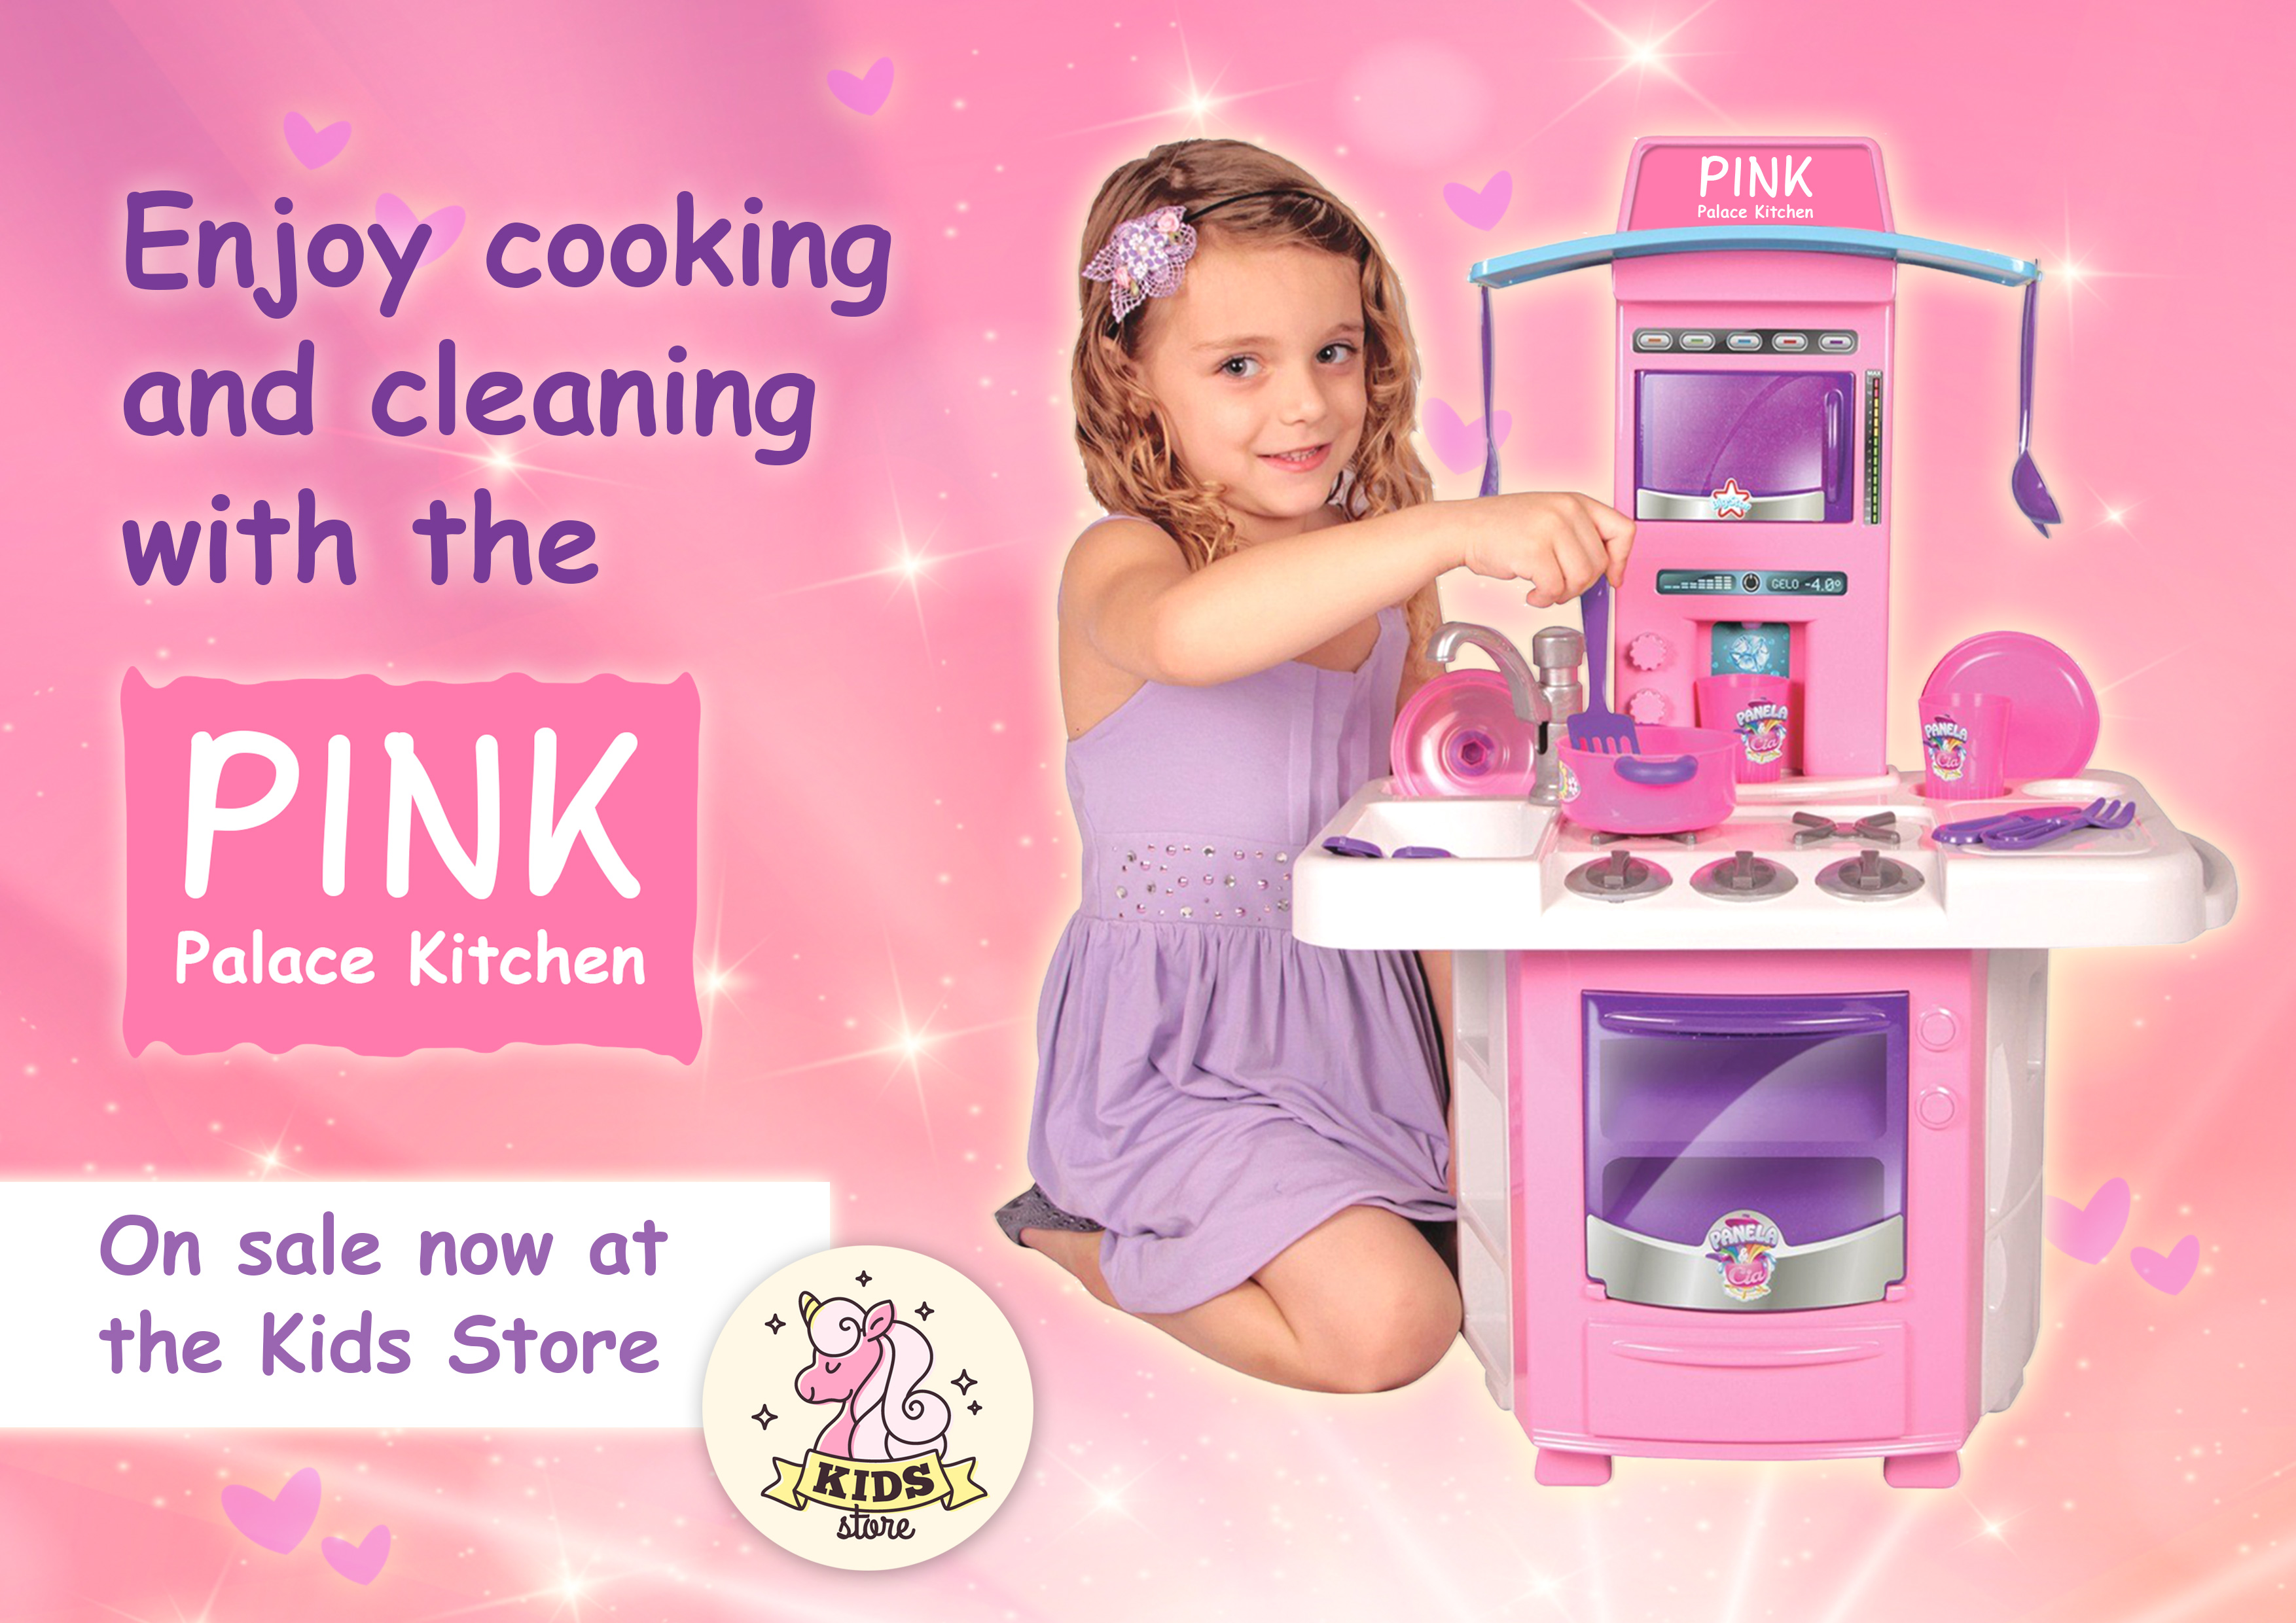 Enjoy cooking
and cleaning
with the
PINK
Palace Kitchen
On sale now at
the Kids Store
KIDS
store
PINK
Palace Kitchen
MAX
GELO -4.0°
PANELA
&
Cia
PANELA
&
Cia
PANELA
&
Cia